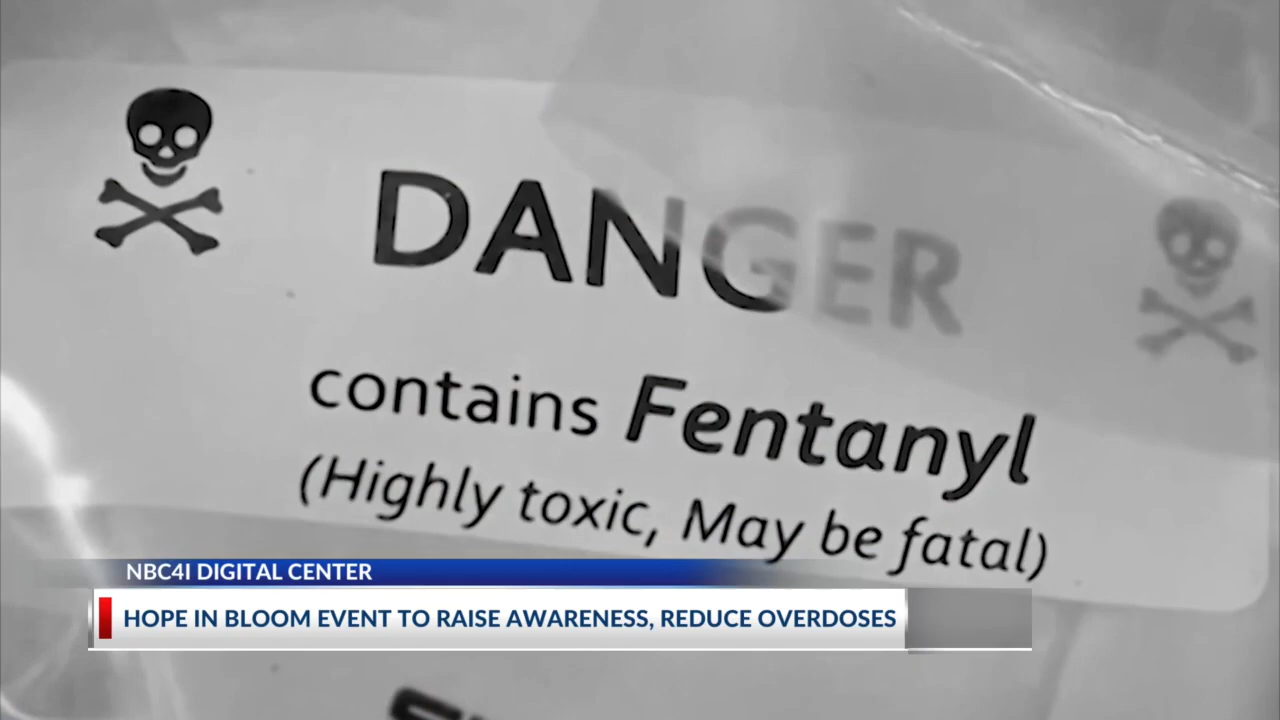 DANGER
contains Fentanyl
(Highly toxic, May be fatal)
NBC4I DIGITAL CENTER
HOPE IN BLOOM EVENT TO RAISE AWARENESS, REDUCE OVERDOSES